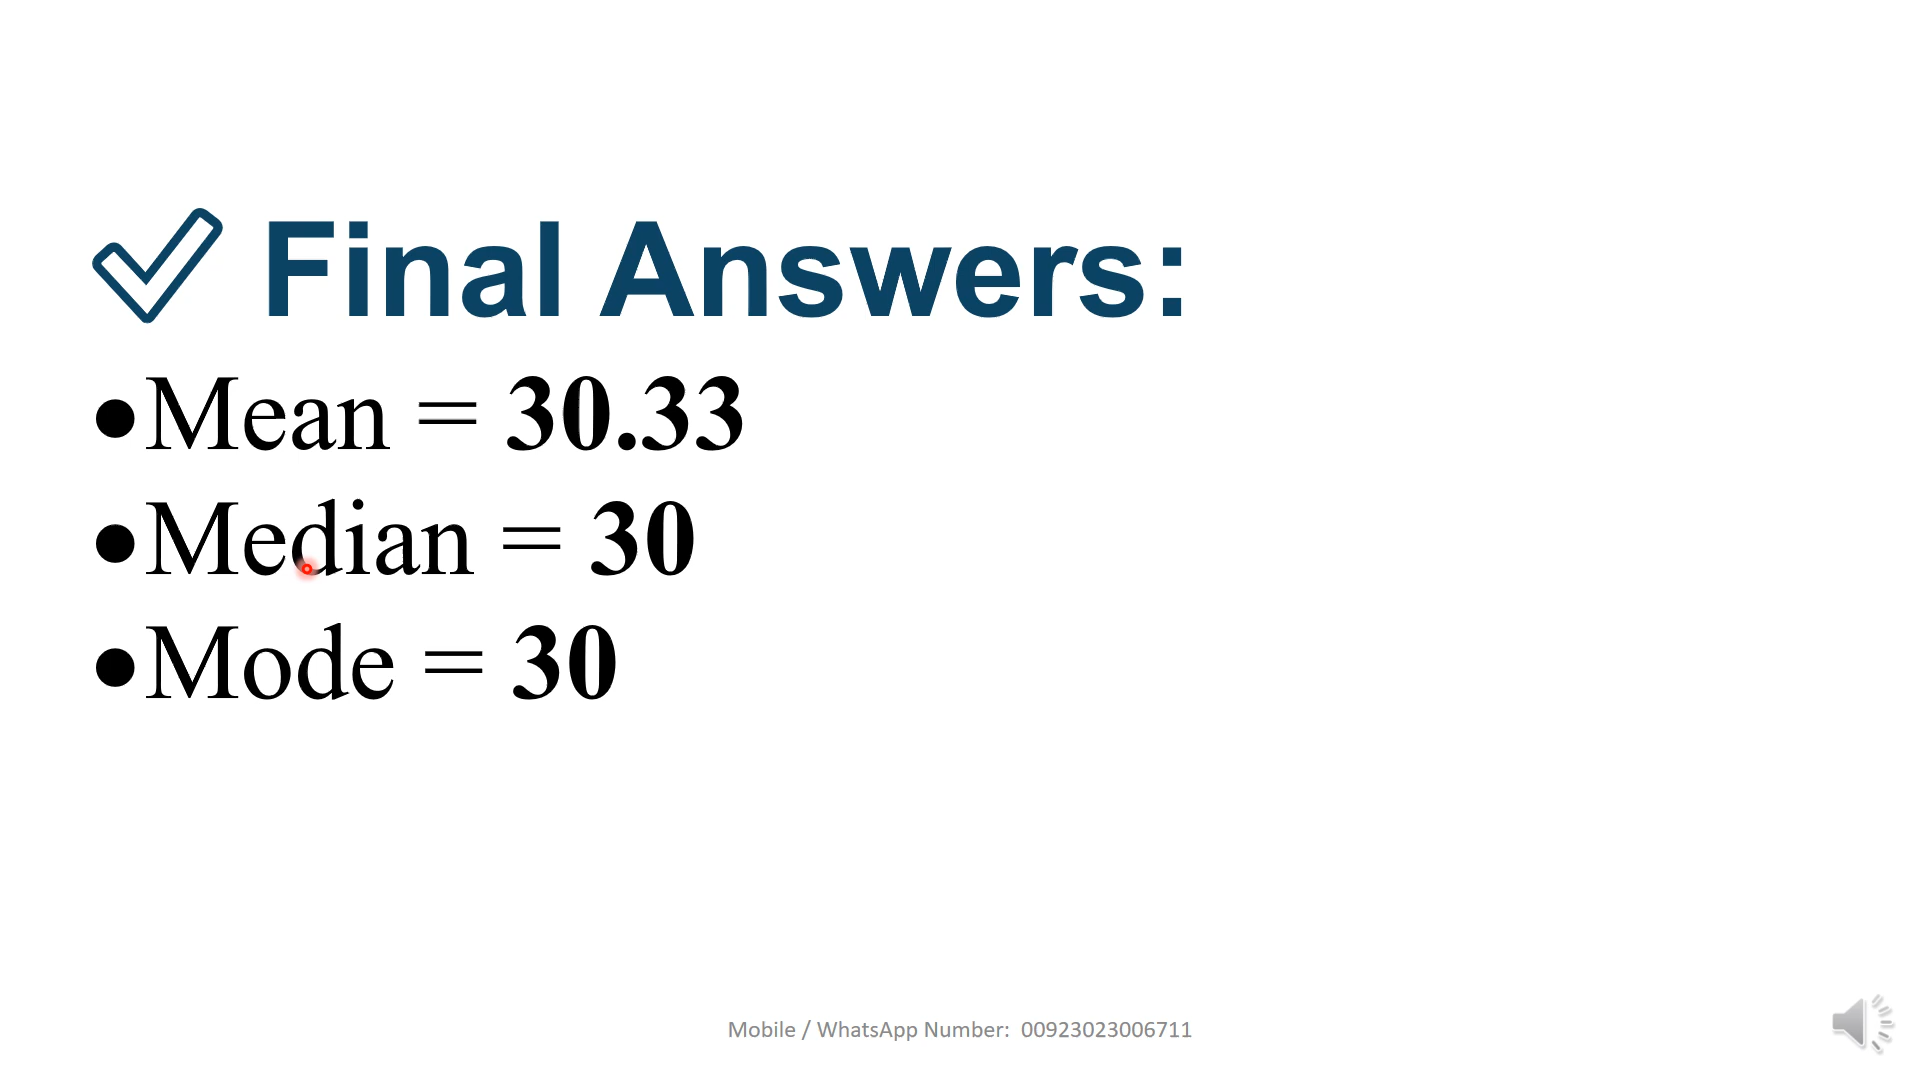 Final Answers:
•Mean = 30.33
•Median = 30
•Mode = 30
Mobile / WhatsApp Number: 00923023006711